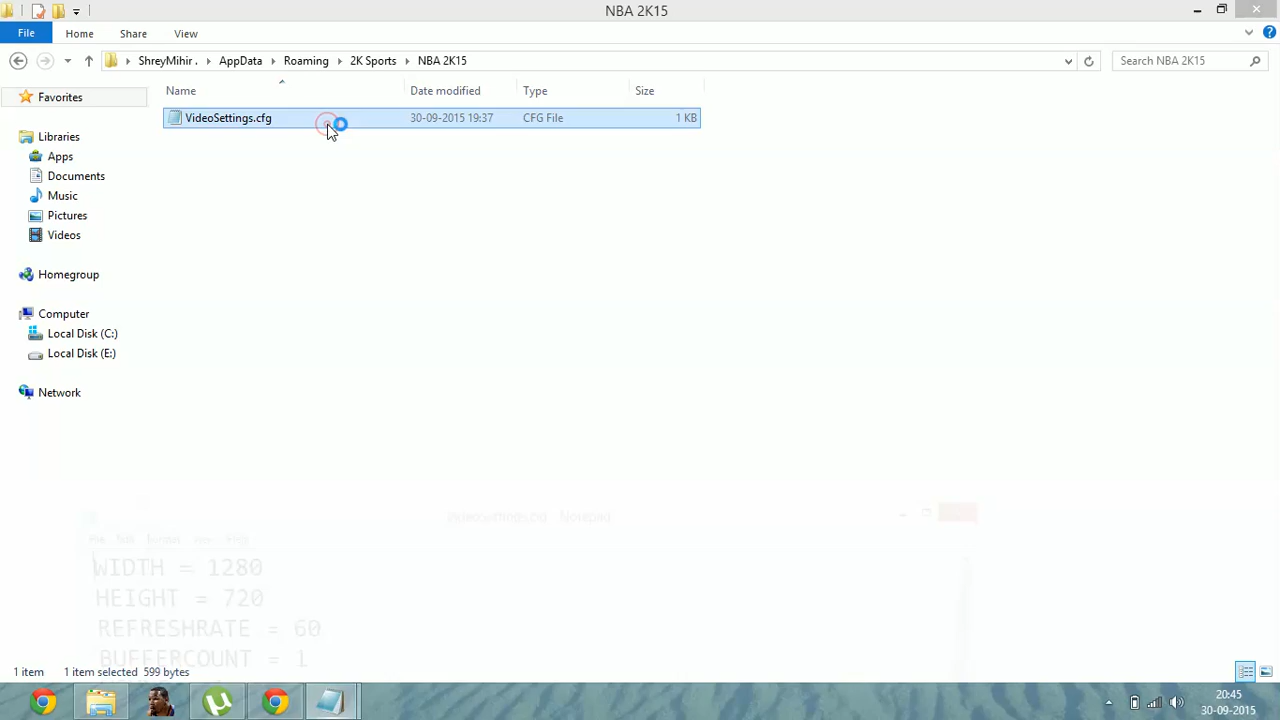 NBA 2K15
File Home Share View
ShreyMihir . AppData Roaming 2K Sports NBA 2K15 Search NBA 2K15
Name Date modified Type Size
Favorites
VideoSettings.cfg 30-09-2015 19:37 CFG File 1 KB
Libraries
Apps
Documents
Music
Pictures
Videos
Homegroup
Computer
Local Disk (C:)
Local Disk (E:)
Network
WIDTH = 1280
HEIGHT = 720
REFRESHRATE = 60
BUFFERCOUNT = 1
1 item 1 item selected 599 bytes
20:45
30-09-2015